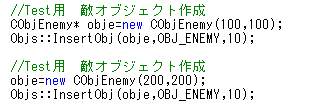 //Test用　敵オブジェクト作成
CObjEnemy* obje=new CObjEnemy(100,100);
Objs::InsertObj(obje,OBJ_ENEMY,10);
//Test用　敵オブジェクト作成
obje=new CObjEnemy(200,200);
Objs::InsertObj(obje,OBJ_ENEMY,10);